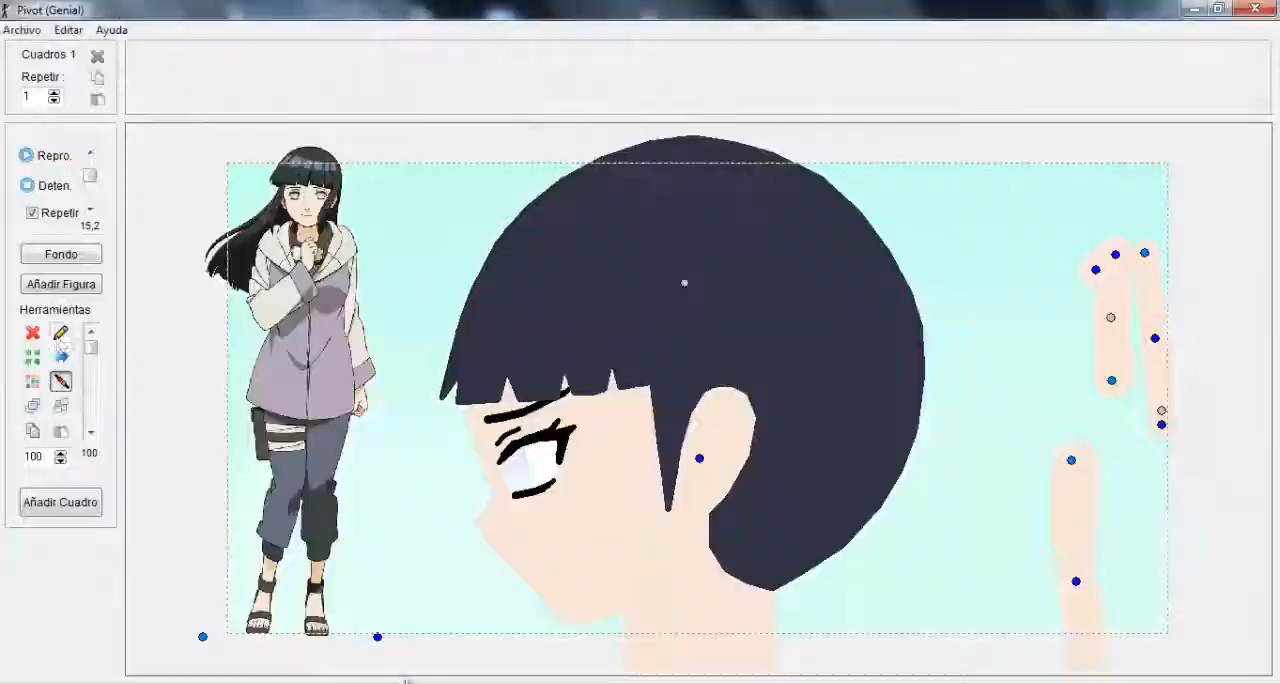 Pivot (Genial)
Archivo Editar Ayuda
Cuadros 1
Repetir :
1
Repro.
Deten.
Repetir
15,2
Fondo
Añadir Figura
Herramientas
100
100
Añadir Cuadro